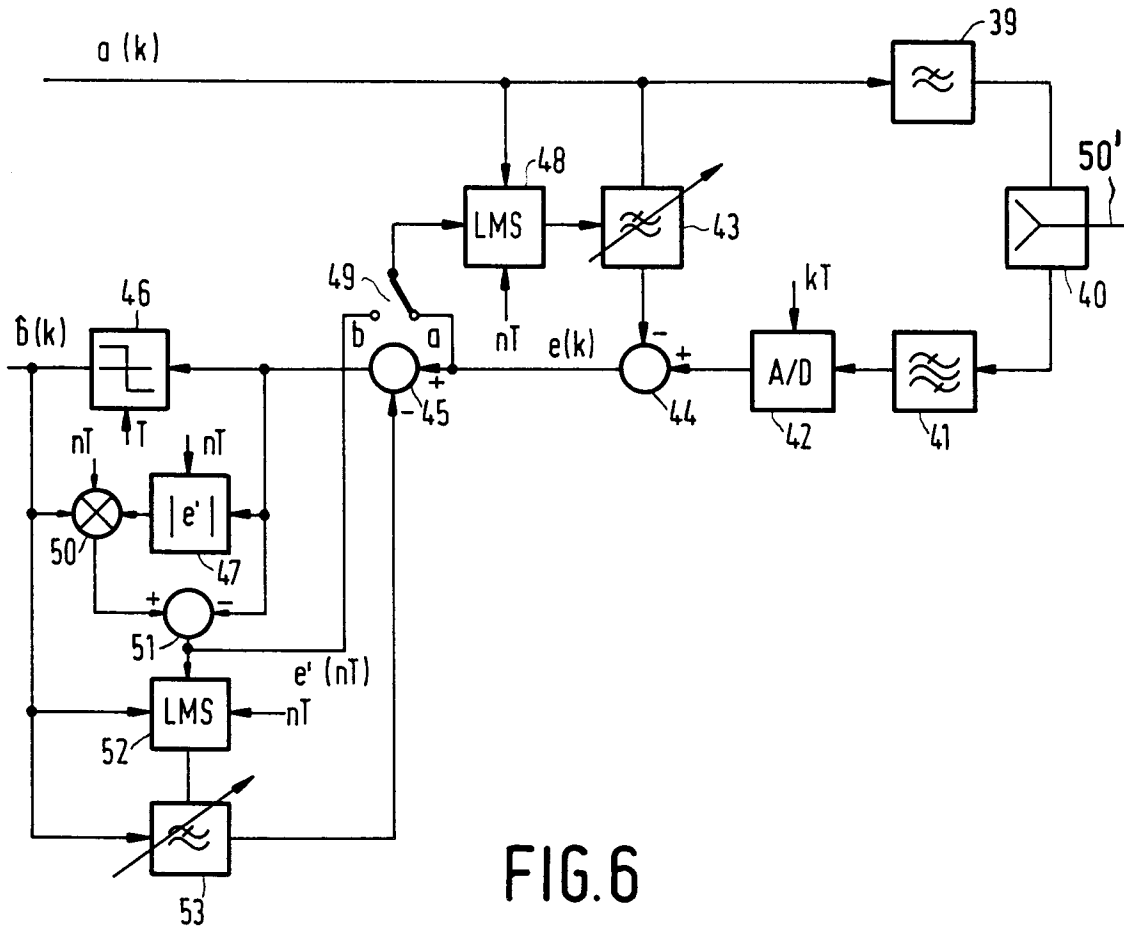 a (k)
39
50'
48
LMS
43
40
49
46
kT
b̂(k)
b
a
nT
e(k)
−
+
A/D
+
−
45
44
42
41
T
nT
nT
|e'|
50
47
+
−
51
e' (nT)
LMS
nT
52
53
FIG.6